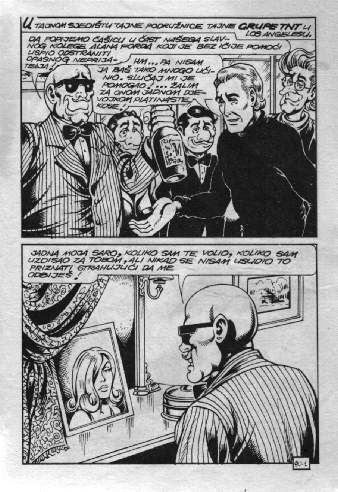 U TAJNOM SJEDIŠTU TAJNE PODRUŽNICE TAJNE GRUPE TNT U
LOS ANGELESU.
DA POPIJEMO ČAŠICU U ČAST NAŠEGA SLAV-
NOG KOLEGE ALANA FORDA KOJI JE BEZ IČIJE POMOĆI
USPIO ODSTRANITI
OPASNOG NEPRIJA-
TELJA!
HM... PA NISAM
JA BAŠ TAKO MNOGO UČI-
NIO. SLUČAJ MI JE
POMOGAO!... ŽALIM
ZA ONOM JADNOM DJE-
VOJKOM PLATINASTE
KOSE!
JADNA MOJA SARO, KOLIKO SAM TE VOLIO, KOLIKO SAM
UZDISAO ZA TOBOM, ALI NIKAD SE NISAM USUDIO TO
PRIZNATI, STRAHUJUĆI DA ME
ODBIJEŠ!